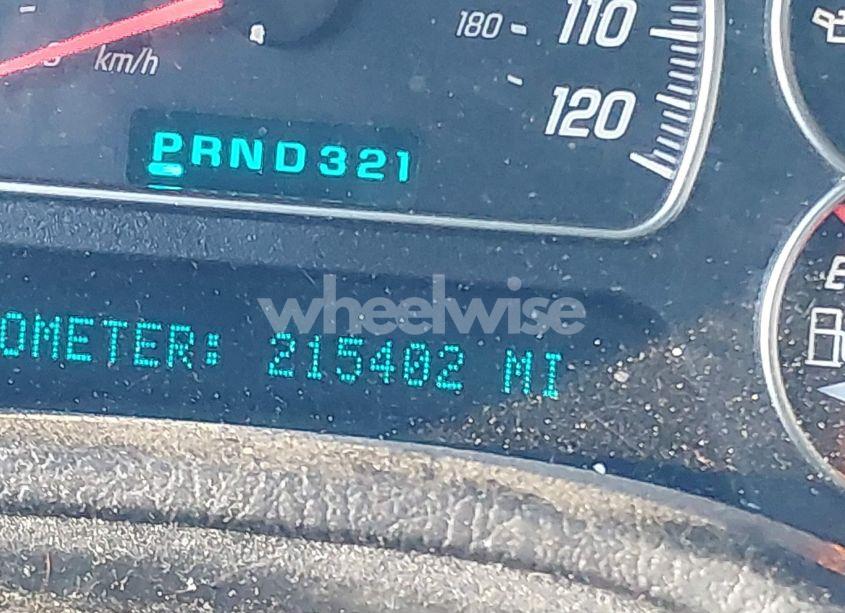 180 110
km/h
120
PRND321
wheelwise
OMETER: 215402 MI
E